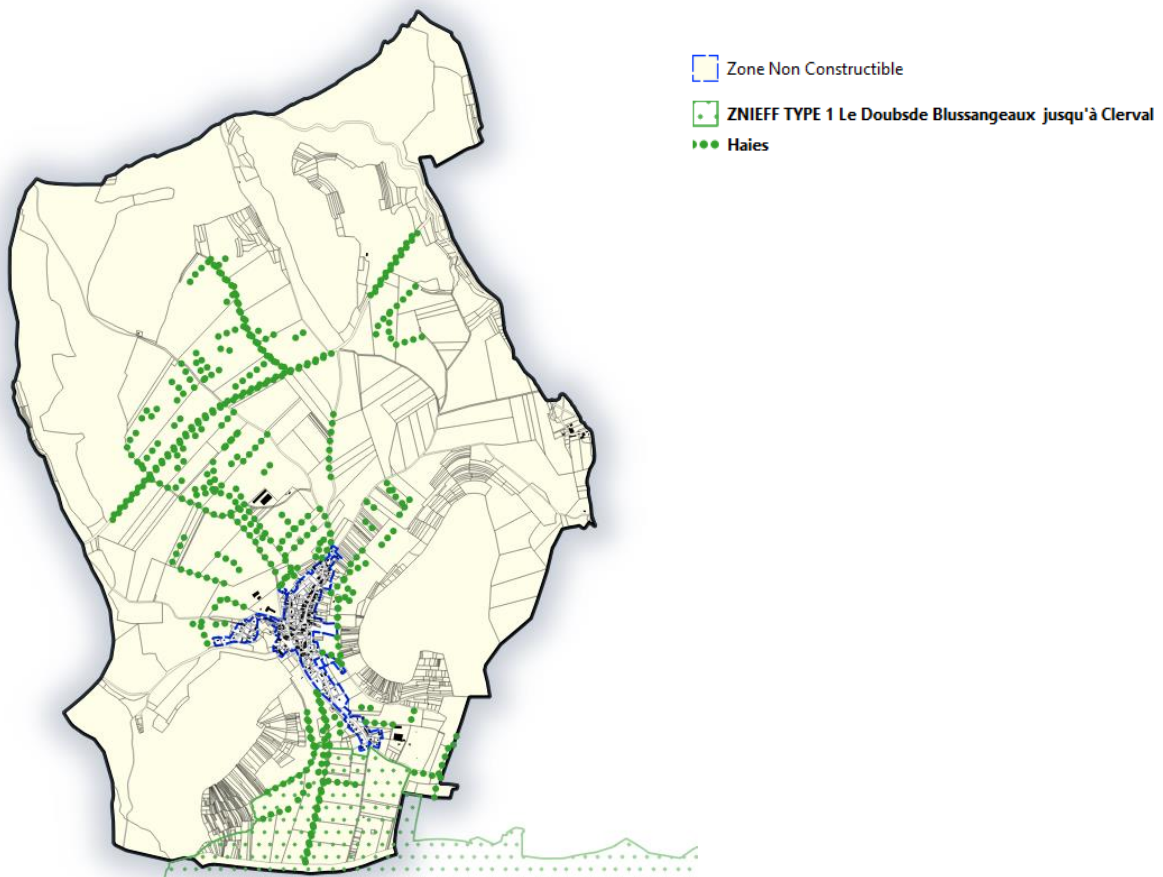 Zone Non Constructible
ZNIEFF TYPE 1 Le Doubsde Blussangeaux jusqu'à Clerval
Haies